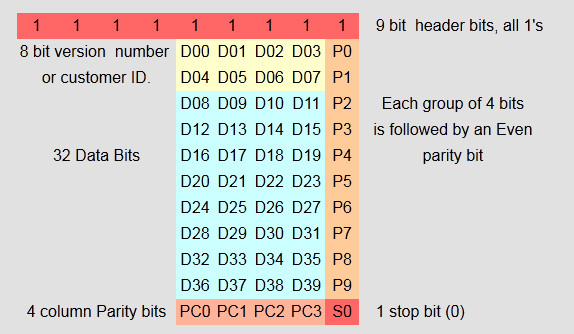 1 1 1 1 1 1 1 1 1 9 bit header bits, all 1's
8 bit version number D00 D01 D02 D03 P0
or customer ID. D04 D05 D06 D07 P1
D08 D09 D10 D11 P2 Each group of 4 bits
D12 D13 D14 D15 P3 is followed by an Even
32 Data Bits D16 D17 D18 D19 P4 parity bit
D20 D21 D22 D23 P5
D24 D25 D26 D27 P6
D28 D29 D30 D31 P7
D32 D33 D34 D35 P8
D36 D37 D38 D39 P9
4 column Parity bits PC0 PC1 PC2 PC3 S0 1 stop bit (0)